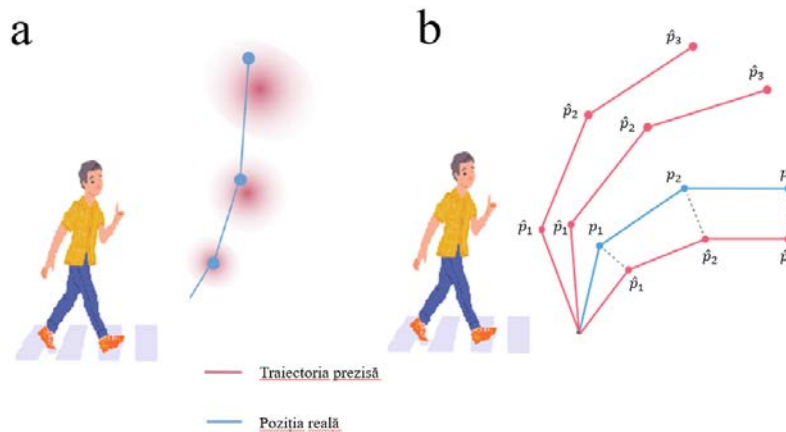 a
b
p̂₃
p̂₃
p̂₂
p̂₂
p₂
p̂₁
p̂₁
p₁
p̂₂
p̂₁
Traiectoria prezisă
Poziția reală